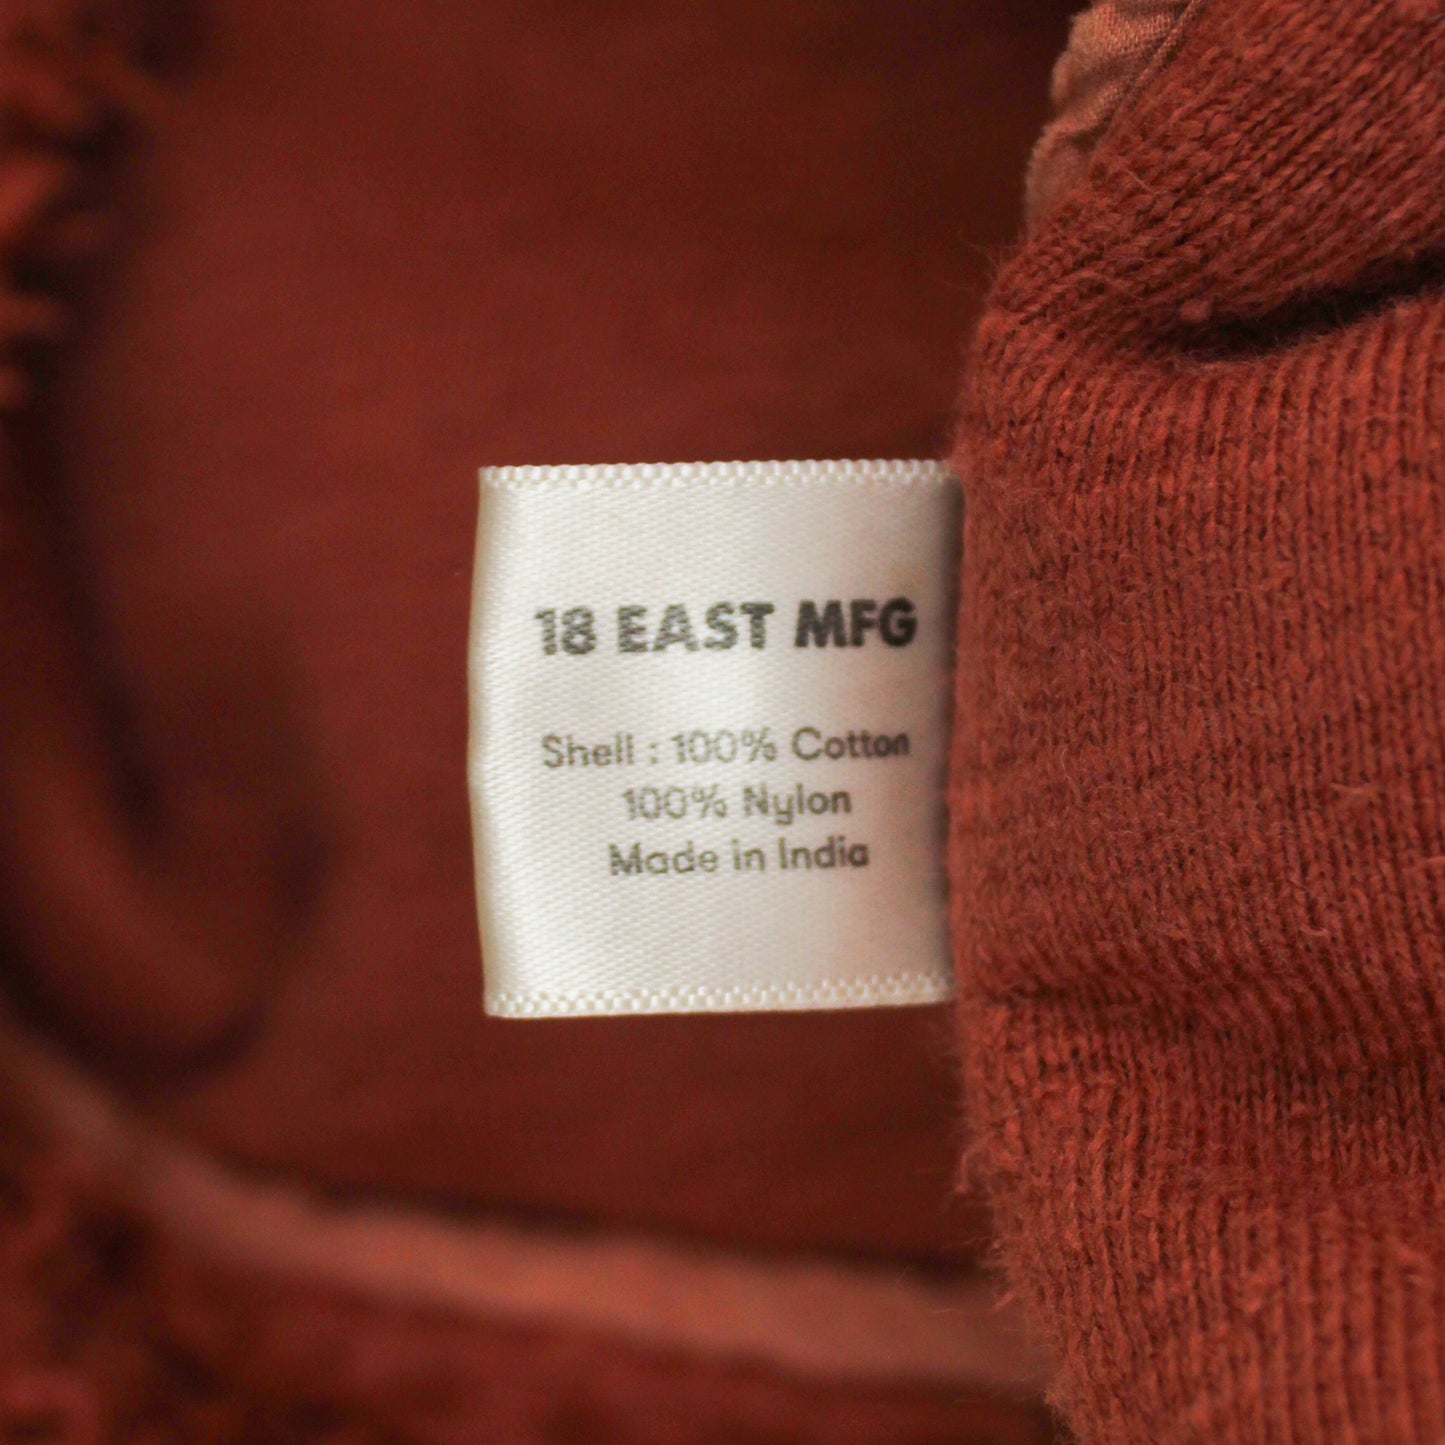 18 EAST MFG
Shell : 100% Cotton
100% Nylon
Made in India